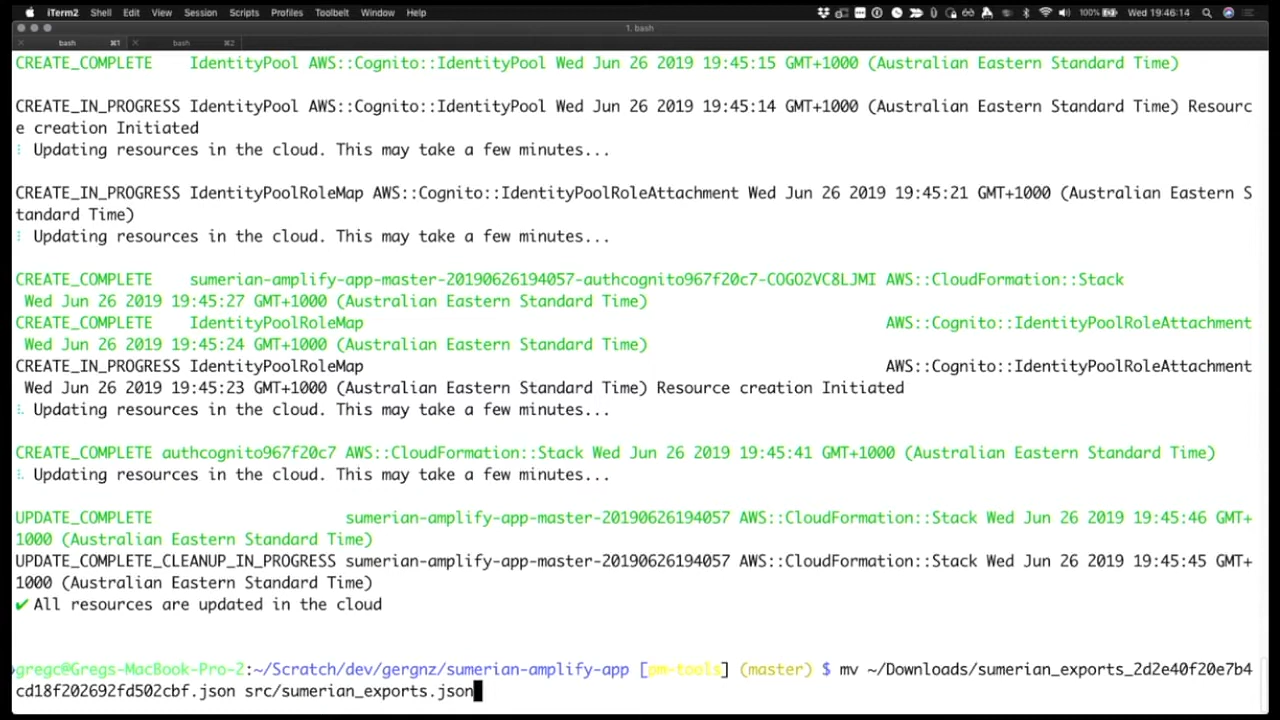 iTerm2 Shell Edit View Session Scripts Profiles Toolbelt Window Help 100% Wed 19:46:14
1. bash
bash ⌘1 bash ⌘2
CREATE_COMPLETE IdentityPool AWS::Cognito::IdentityPool Wed Jun 26 2019 19:45:15 GMT+1000 (Australian Eastern Standard Time)
CREATE_IN_PROGRESS IdentityPool AWS::Cognito::IdentityPool Wed Jun 26 2019 19:45:14 GMT+1000 (Australian Eastern Standard Time) Resourc
e creation Initiated
⠸ Updating resources in the cloud. This may take a few minutes...
CREATE_IN_PROGRESS IdentityPoolRoleMap AWS::Cognito::IdentityPoolRoleAttachment Wed Jun 26 2019 19:45:21 GMT+1000 (Australian Eastern S
tandard Time)
⠸ Updating resources in the cloud. This may take a few minutes...
CREATE_COMPLETE sumerian-amplify-app-master-20190626194057-authcognito967f20c7-COGO2VC8LJMI AWS::CloudFormation::Stack
Wed Jun 26 2019 19:45:27 GMT+1000 (Australian Eastern Standard Time)
CREATE_COMPLETE IdentityPoolRoleMap AWS::Cognito::IdentityPoolRoleAttachment
Wed Jun 26 2019 19:45:24 GMT+1000 (Australian Eastern Standard Time)
CREATE_IN_PROGRESS IdentityPoolRoleMap AWS::Cognito::IdentityPoolRoleAttachment
Wed Jun 26 2019 19:45:23 GMT+1000 (Australian Eastern Standard Time) Resource creation Initiated
⠧ Updating resources in the cloud. This may take a few minutes...
CREATE_COMPLETE authcognito967f20c7 AWS::CloudFormation::Stack Wed Jun 26 2019 19:45:41 GMT+1000 (Australian Eastern Standard Time)
⠧ Updating resources in the cloud. This may take a few minutes...
UPDATE_COMPLETE sumerian-amplify-app-master-20190626194057 AWS::CloudFormation::Stack Wed Jun 26 2019 19:45:46 GMT+
1000 (Australian Eastern Standard Time)
UPDATE_COMPLETE_CLEANUP_IN_PROGRESS sumerian-amplify-app-master-20190626194057 AWS::CloudFormation::Stack Wed Jun 26 2019 19:45:45 GMT+
1000 (Australian Eastern Standard Time)
✔ All resources are updated in the cloud
gregc@Gregs-MacBook-Pro-2:~/Scratch/dev/gergnz/sumerian-amplify-app [pm-tools] (master) $ mv ~/Downloads/sumerian_exports_2d2e40f20e7b4
cd18f202692fd502cbf.json src/sumerian_exports.json